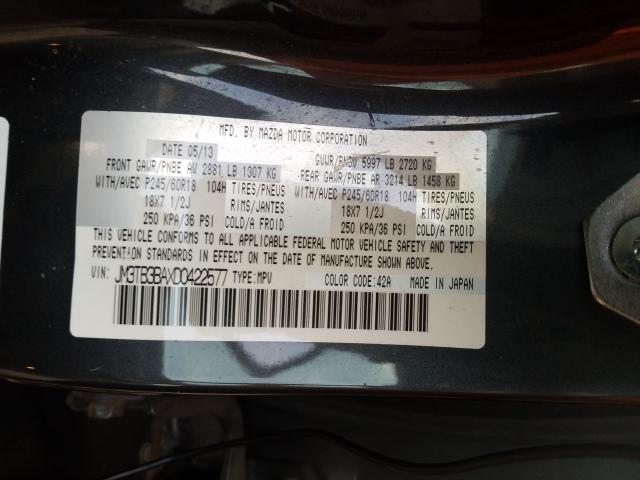 MFD. BY MAZDA MOTOR CORPORATION
DATE 05/13 GVWR/PNBV 5997 LB 2720 KG
FRONT GAWR/PNBE AV 2881 LB 1307 KG REAR GAWR/PNBE AR 3214 LB 1458 KG
WITH/AVEC P245/60R18 104H TIRES/PNEUS WITH/AVEC P245/60R18 104H TIRES/PNEUS
18X7 1/2J RIMS/JANTES 18X7 1/2J RIMS/JANTES
250 KPA/36 PSI COLD/A FROID 250 KPA/36 PSI COLD/A FROID
THIS VEHICLE CONFORMS TO ALL APPLICABLE FEDERAL MOTOR VEHICLE SAFETY AND THEFT
PREVENTION STANDARDS IN EFFECT ON THE DATE OF MANUFACTURE SHOWN ABOVE.
VIN: JM3TB3BAXD0422577 TYPE: MPV COLOR CODE: 42A MADE IN JAPAN